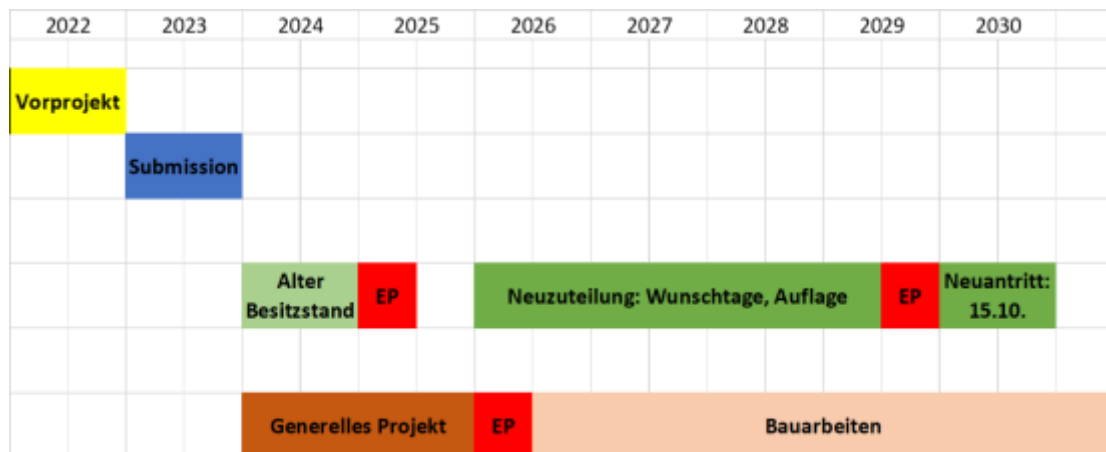 2022 2023 2024 2025 2026 2027 2028 2029 2030
Vorprojekt
Submission
Alter
Besitzstand
EP
Neuzuteilung: Wunschtage, Auflage
EP
Neuantritt:
15.10.
Generelles Projekt
EP
Bauarbeiten